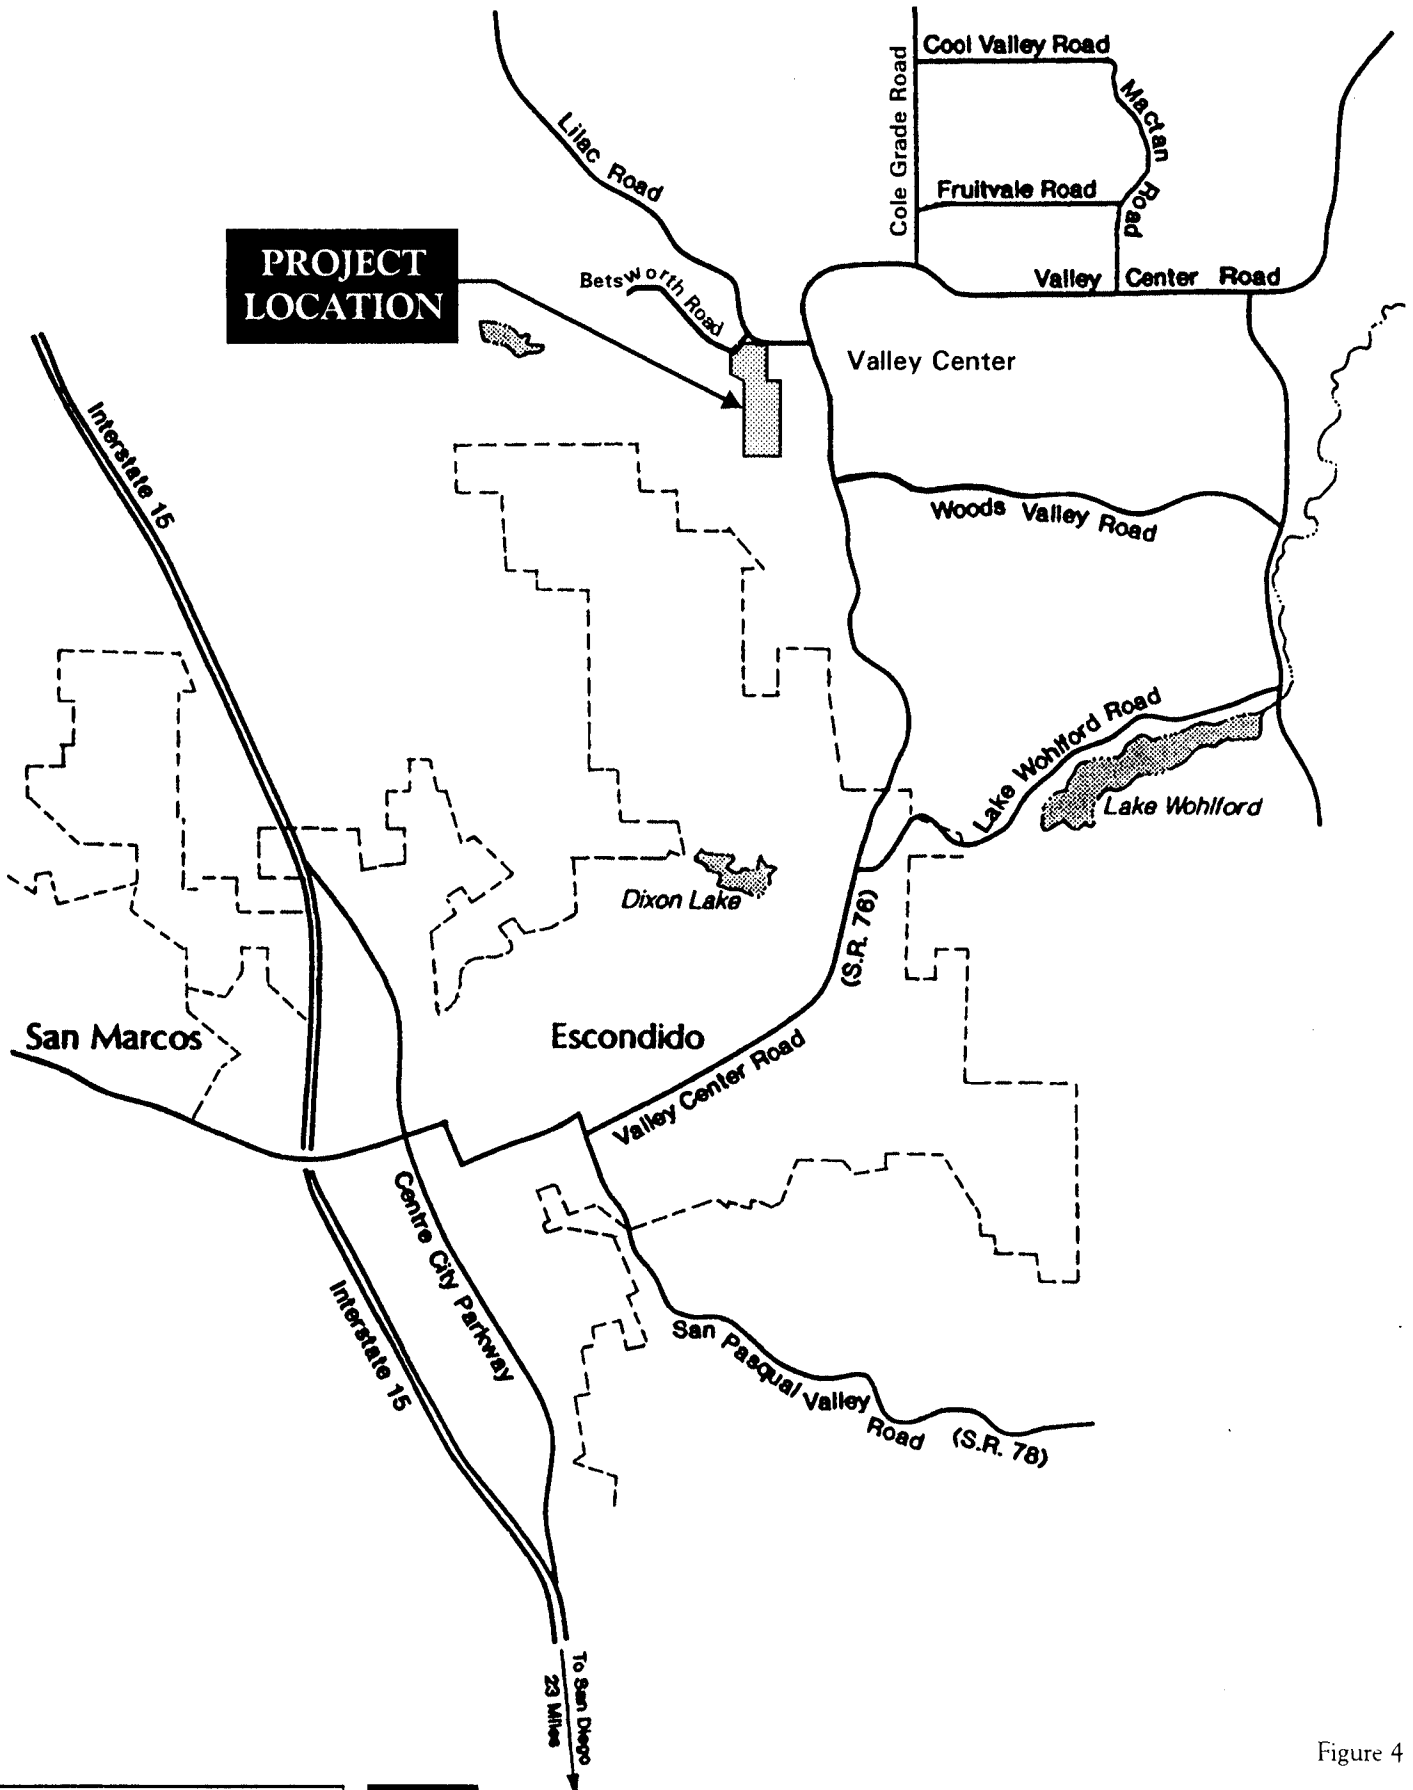 Cool Valley Road
Cole Grade Road
Mactan Road
Lilac Road
Fruitvale Road
PROJECT
LOCATION
Betsworth Road
Valley Center Road
Valley Center
Interstate 15
Woods Valley Road
Lake Wohlford Road
Lake Wohlford
Dixon Lake
(S.R. 76)
San Marcos
Escondido
Valley Center Road
Centre City Parkway
Interstate 15
San Pasqual Valley
Road (S.R. 78)
To San Diego
23 Miles
Figure 4